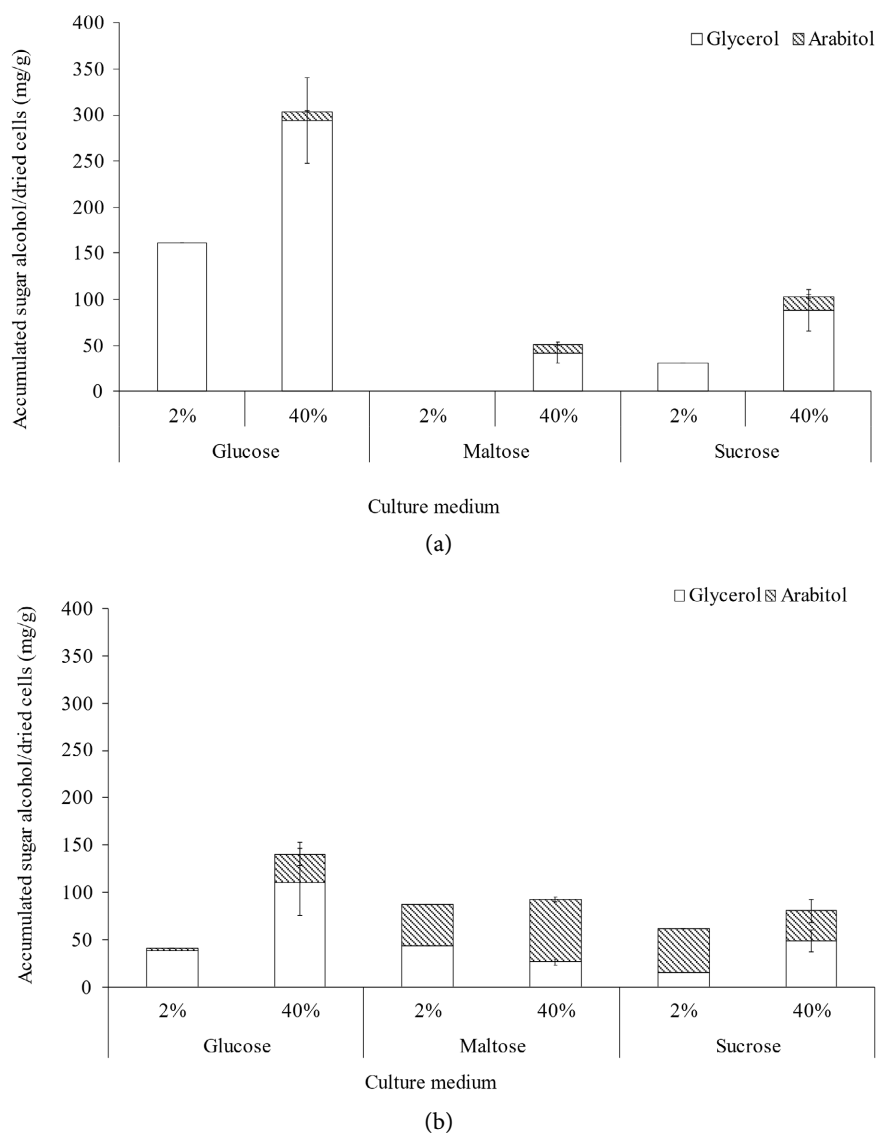 Accumulated sugar alcohol/dried cells (mg/g)
Glycerol Arabitol
400
350
300
250
200
150
100
50
0
2% 40% 2% 40% 2% 40%
Glucose Maltose Sucrose
Culture medium
(a)
Accumulated sugar alcohol/dried cells (mg/g)
Glycerol Arabitol
400
350
300
250
200
150
100
50
0
2% 40% 2% 40% 2% 40%
Glucose Maltose Sucrose
Culture medium
(b)